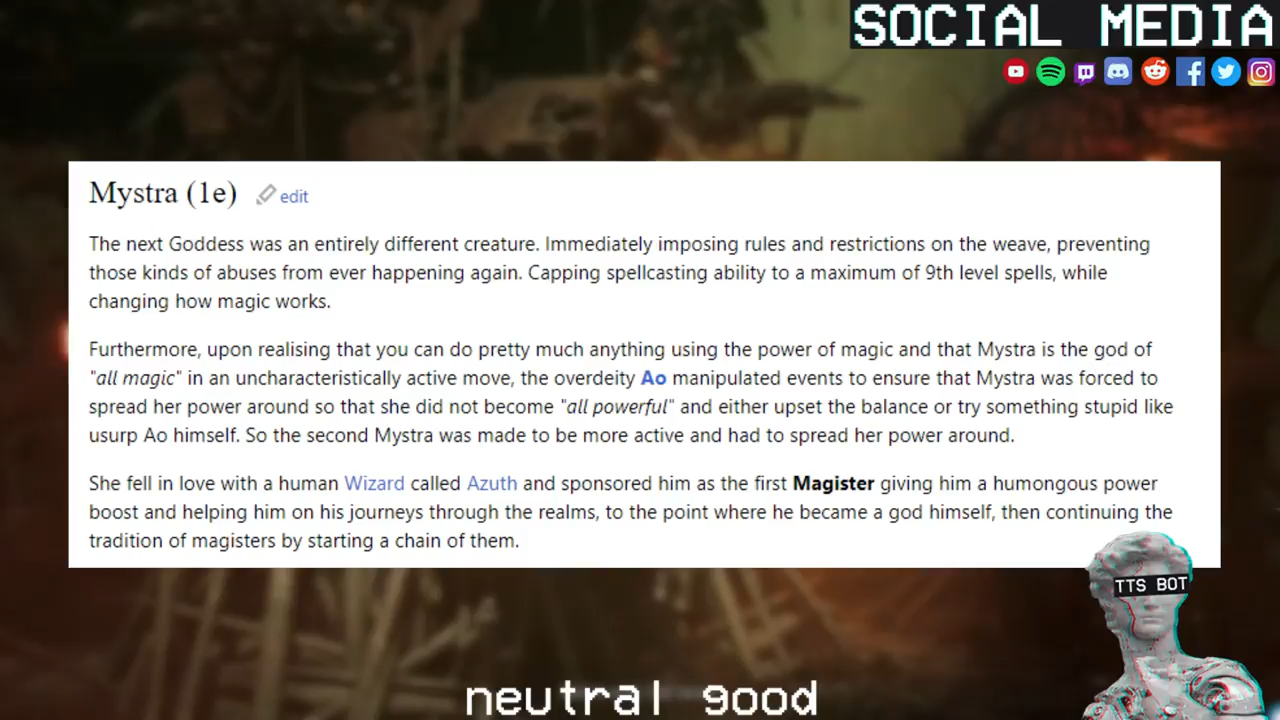 SOCIAL MEDIA
Mystra (1e) edit
The next Goddess was an entirely different creature. Immediately imposing rules and restrictions on the weave, preventing
those kinds of abuses from ever happening again. Capping spellcasting ability to a maximum of 9th level spells, while
changing how magic works.
Furthermore, upon realising that you can do pretty much anything using the power of magic and that Mystra is the god of
"all magic" in an uncharacteristically active move, the overdeity Ao manipulated events to ensure that Mystra was forced to
spread her power around so that she did not become "all powerful" and either upset the balance or try something stupid like
usurp Ao himself. So the second Mystra was made to be more active and had to spread her power around.
She fell in love with a human Wizard called Azuth and sponsored him as the first Magister giving him a humongous power
boost and helping him on his journeys through the realms, to the point where he became a god himself, then continuing the
tradition of magisters by starting a chain of them.
TTS BOT
neutral good